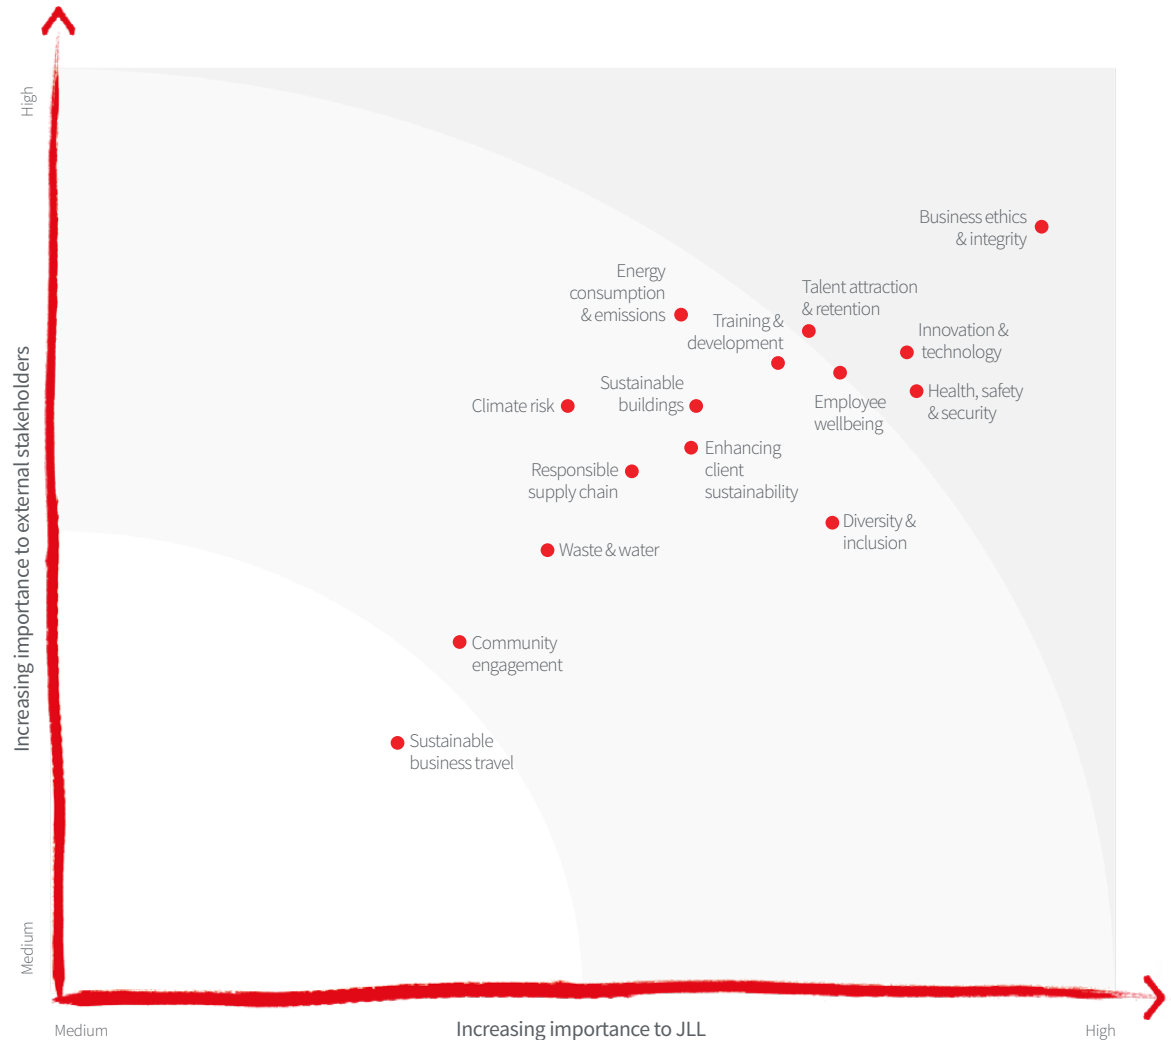 High
Business ethics
& integrity
Energy
consumption
& emissions
Talent attraction
& retention
Training &
development
Innovation &
technology
Health, safety
& security
Employee
wellbeing
Sustainable
buildings
Climate risk
Enhancing
client
sustainability
Responsible
supply chain
Diversity &
inclusion
Waste & water
Community
engagement
Sustainable
business travel
Increasing importance to external stakeholders
Medium
Medium
Increasing importance to JLL
High